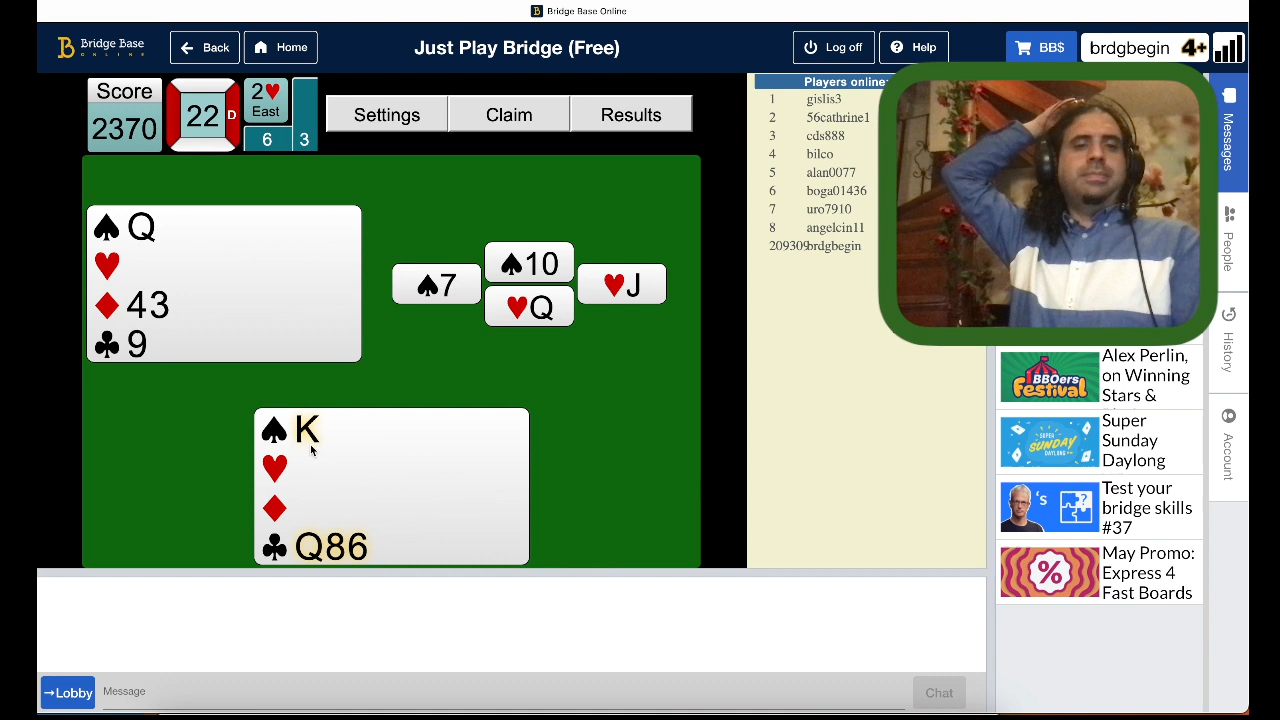 B Bridge Base Online
Bridge Base
ONLINE
Back
Home
Just Play Bridge (Free)
Log off
? Help
BB$
brdgbegin 4+
Score
2370
22
D
2♥
East
6
3
Settings
Claim
Results
Players online:
1 gislis3
2 56cathrine1
3 cds888
4 bilco
5 alan0077
6 boga01436
7 uro7910
8 angelcin11
209309brdgbegin
♠ Q
♥
♦ 43
♣ 9
♠7
♠10
♥Q
♥J
♠ K
♥
♦
♣ Q86
Messages
People
History
Account
BBOers
Festival
Alex Perlin,
on Winning
Stars &
SUPER
SUNDAY
DAYLONG
Super
Sunday
Daylong
's ?
Test your
bridge skills
#37
%
May Promo:
Express 4
Fast Boards
→Lobby
Message
Chat